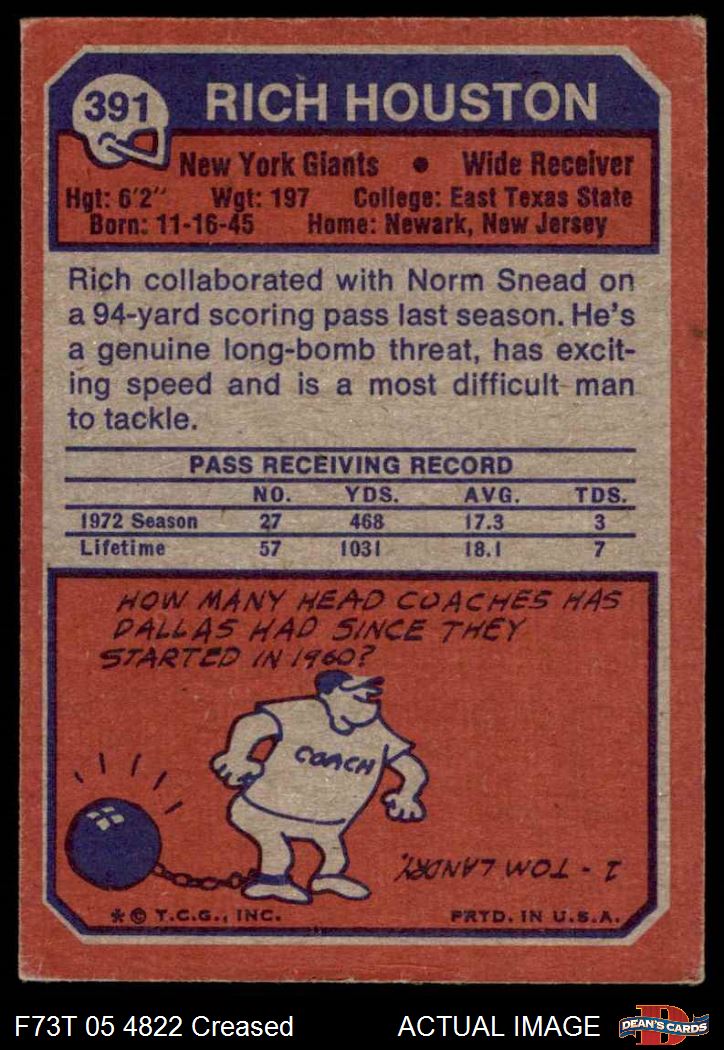 391
RICH HOUSTON
New York Giants • Wide Receiver
Hgt: 6'2" Wgt: 197 College: East Texas State
Born: 11-16-45 Home: Newark, New Jersey
Rich collaborated with Norm Snead on
a 94-yard scoring pass last season. He's
a genuine long-bomb threat, has excit-
ing speed and is a most difficult man
to tackle.
PASS RECEIVING RECORD
NO. YDS. AVG. TDS.
1972 Season 27 468 17.3 3
Lifetime 57 1031 18.1 7
HOW MANY HEAD COACHES HAS
DALLAS HAD SINCE THEY
STARTED IN 1960?
COACH
1 - TOM LANDRY.
* © T.C.G., INC. PRTD. IN U.S.A.
F73T 05 4822 Creased ACTUAL IMAGE
D
DEAN'S CARDS